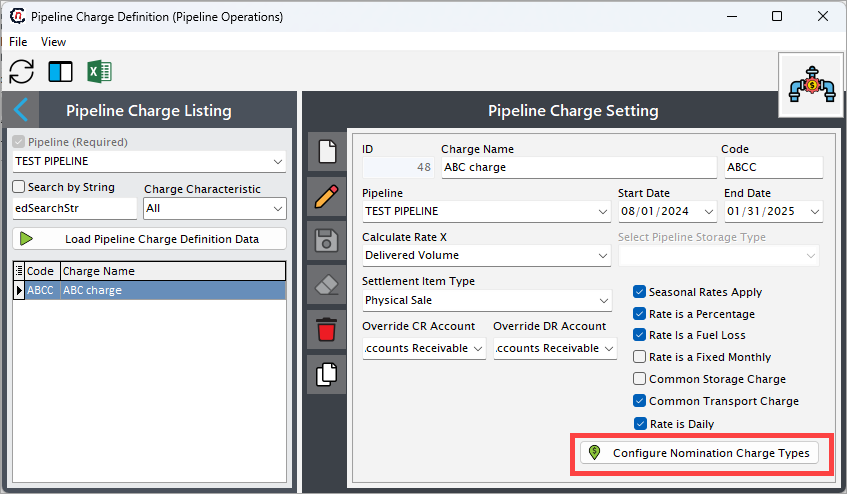 Pipeline Charge Definition (Pipeline Operations)
File View
Pipeline Charge Listing
Pipeline (Required)
TEST PIPELINE
Search by String
Charge Characteristic
edSearchStr
All
Load Pipeline Charge Definition Data
Code Charge Name
ABCC ABC charge
Pipeline Charge Setting
ID Charge Name Code
48 ABC charge ABCC
Pipeline Start Date End Date
TEST PIPELINE 08/01/2024 01/31/2025
Calculate Rate X Select Pipeline Storage Type
Delivered Volume
Settlement Item Type
Physical Sale
Override CR Account Override DR Account
.ccounts Receivable .ccounts Receivable
Seasonal Rates Apply
Rate is a Percentage
Rate Is a Fuel Loss
Rate is a Fixed Monthly
Common Storage Charge
Common Transport Charge
Rate is Daily
Configure Nomination Charge Types